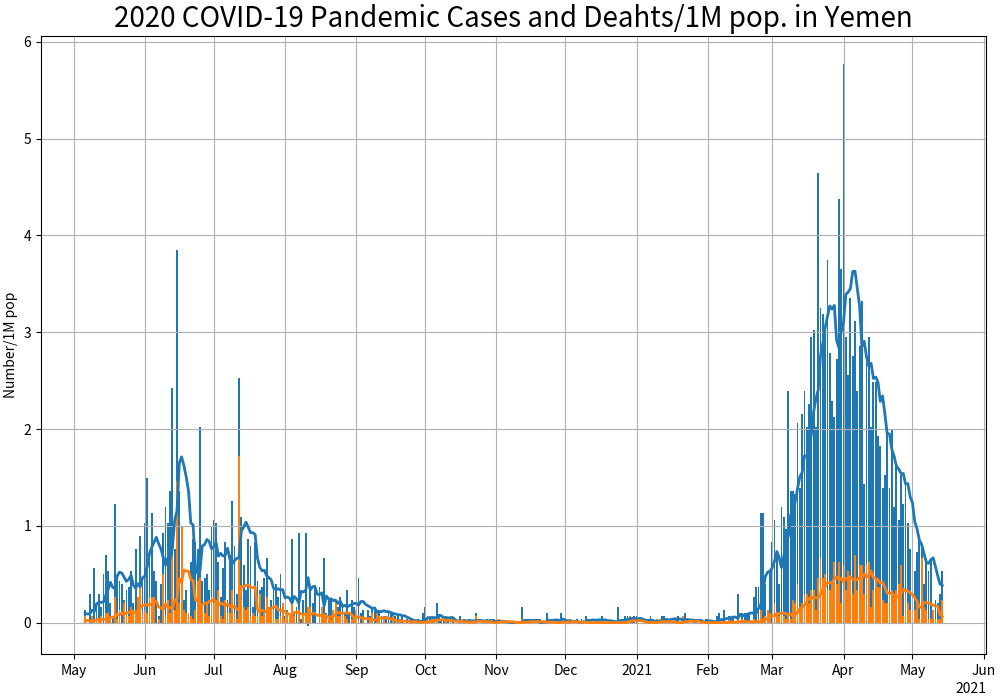 2020 COVID-19 Pandemic Cases and Deahts/1M pop. in Yemen
Number/1M pop
6
5
4
3
2
1
0
May Jun Jul Aug Sep Oct Nov Dec 2021 Feb Mar Apr May Jun
2021